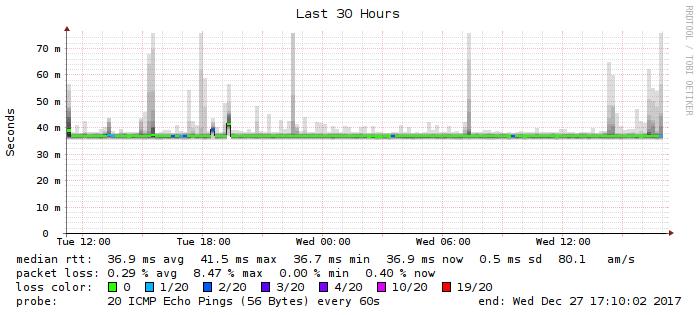 Last 30 Hours
RRDTOOL / TOBI OETIKER
Seconds
70 m
60 m
50 m
40 m
30 m
20 m
10 m
0
Tue 12:00 Tue 18:00 Wed 00:00 Wed 06:00 Wed 12:00
median rtt: 36.9 ms avg 41.5 ms max 36.7 ms min 36.9 ms now 0.5 ms sd 80.1 am/s
packet loss: 0.29 % avg 8.47 % max 0.00 % min 0.40 % now
loss color: 0 1/20 2/20 3/20 4/20 10/20 19/20
probe: 20 ICMP Echo Pings (56 Bytes) every 60s end: Wed Dec 27 17:10:02 2017